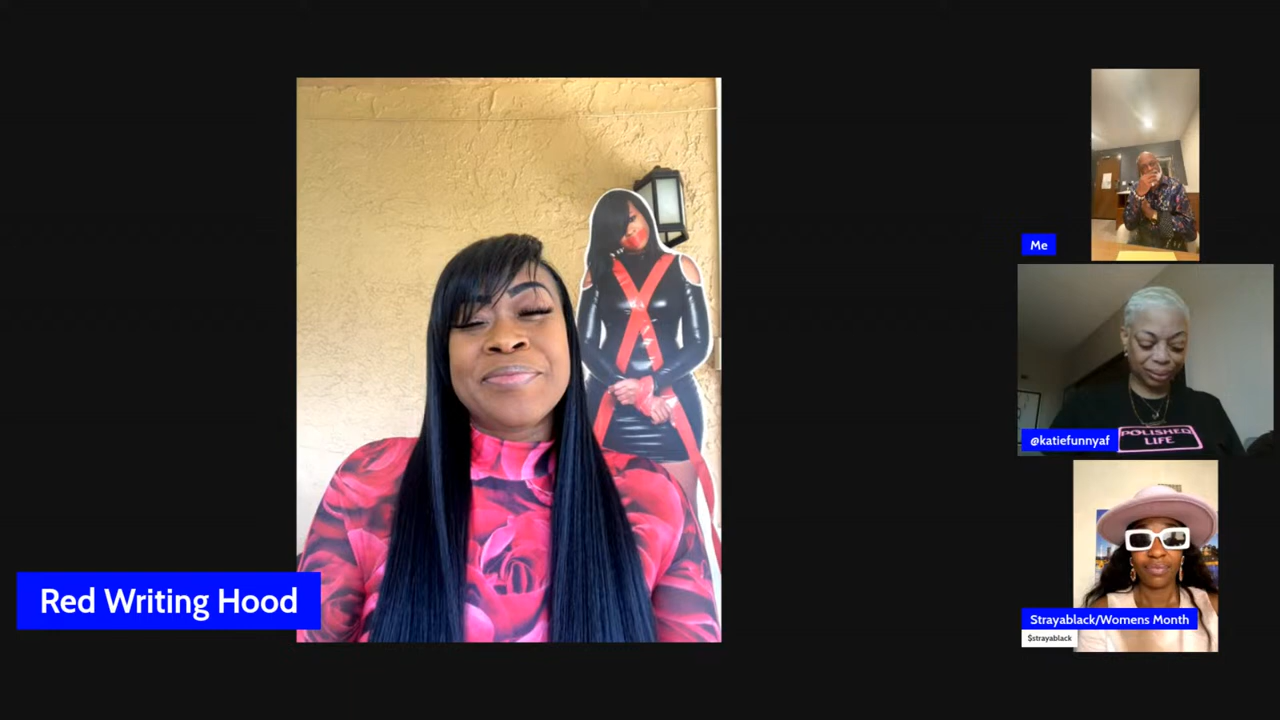 Me
@katiefunnyaf
POLISHED
LIFE
Red Writing Hood
Strayablack/Womens Month
$strayablack